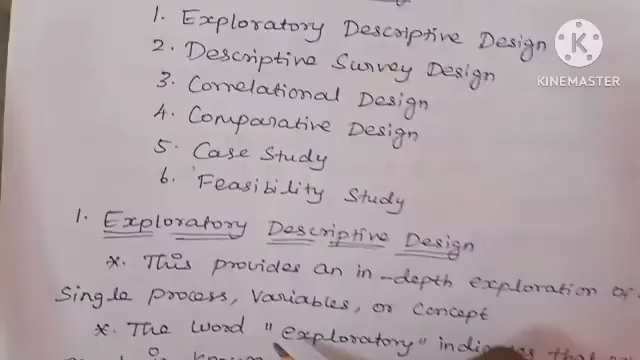 1. Exploratory Descriptive Design
2. Descriptive Survey Design
3. Correlational Design
4. Comparative Design
5. Case Study
6. Feasibility Study
1. Exploratory Descriptive Design
*. This provides an in-depth exploration of a
Single process, variables, or concept
*. The word "exploratory" indicates that
K
KINEMASTER